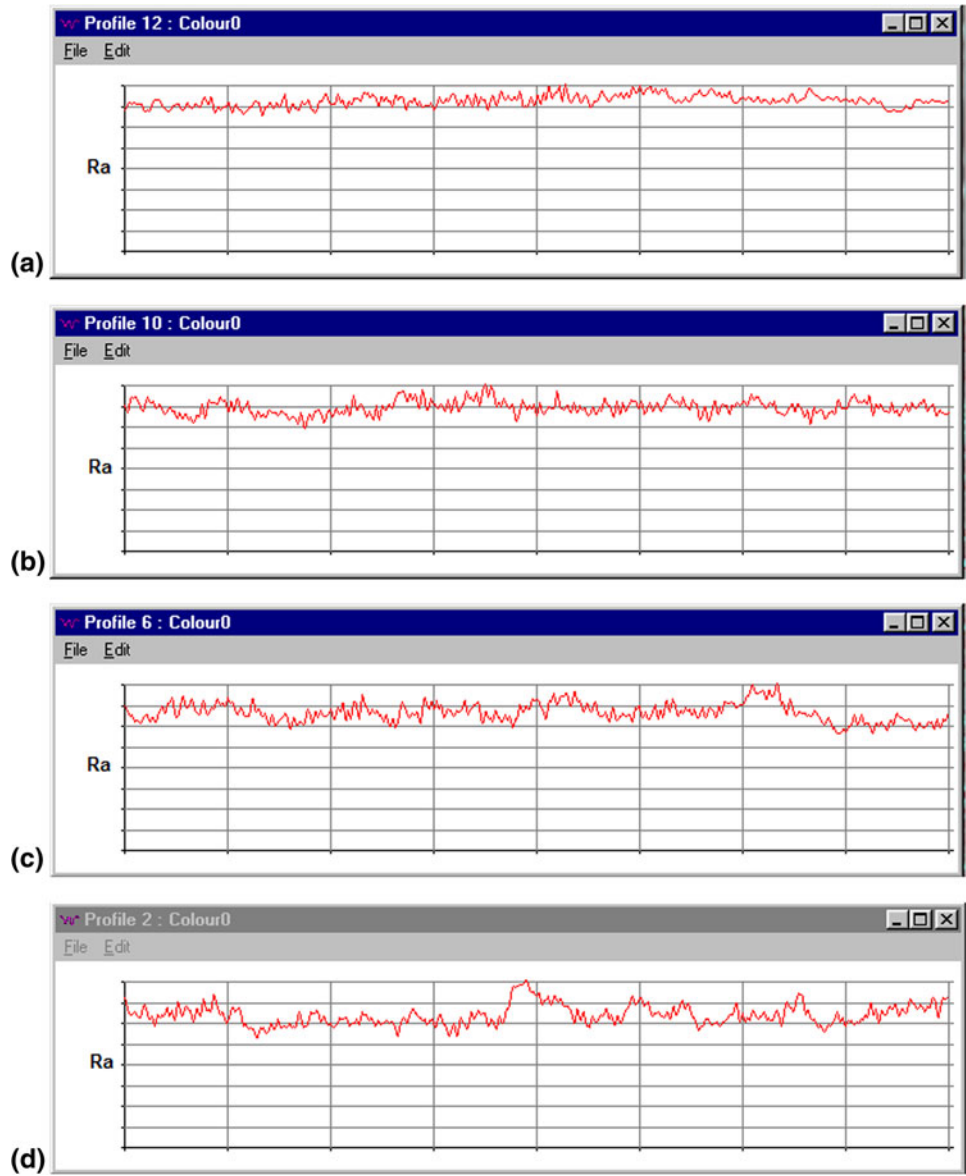 Profile 12 : Colour0
File Edit
Ra
(a)
Profile 10 : Colour0
File Edit
Ra
(b)
Profile 6 : Colour0
File Edit
Ra
(c)
Profile 2 : Colour0
File Edit
Ra
(d)